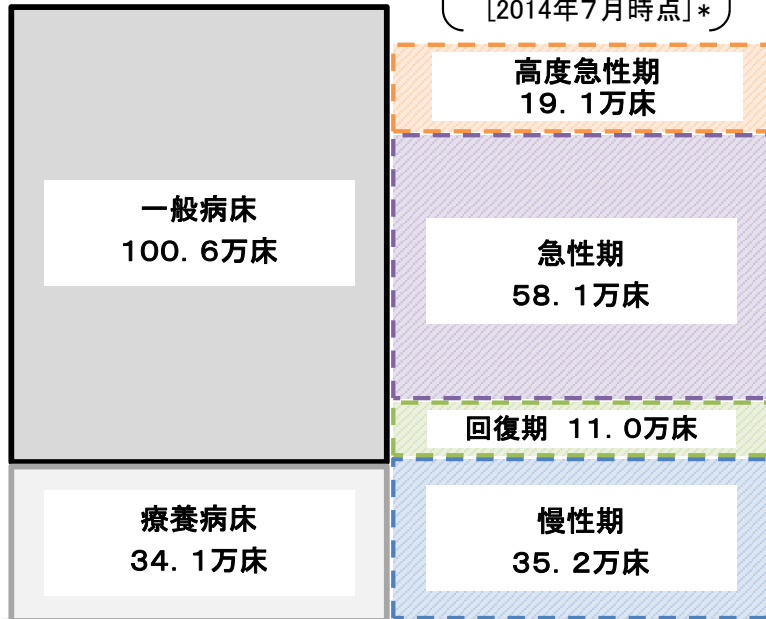 [2014年7月時点]*
高度急性期
19.1万床
一般病床
100.6万床
急性期
58.1万床
回復期 11.0万床
療養病床
34.1万床
慢性期
35.2万床